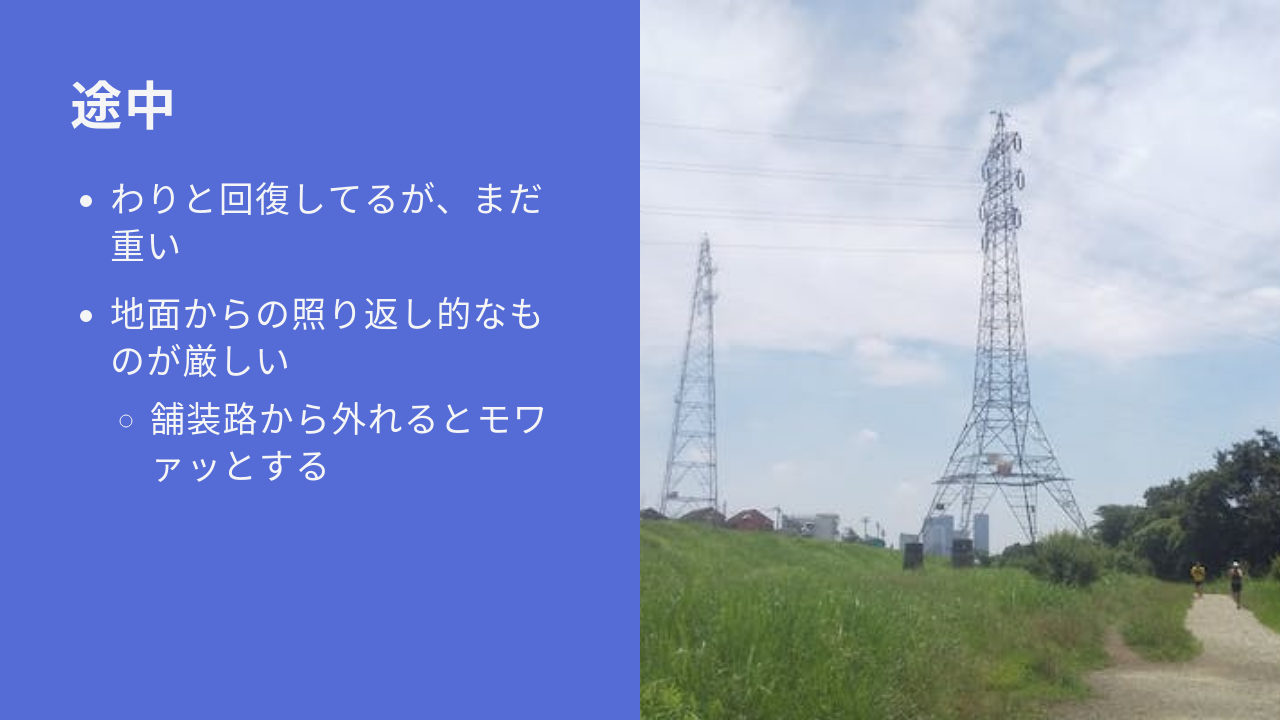 途中
わりと回復してるが、まだ
重い
地面からの照り返し的なも
のが厳しい
舗装路から外れるとモワ
ァッとする